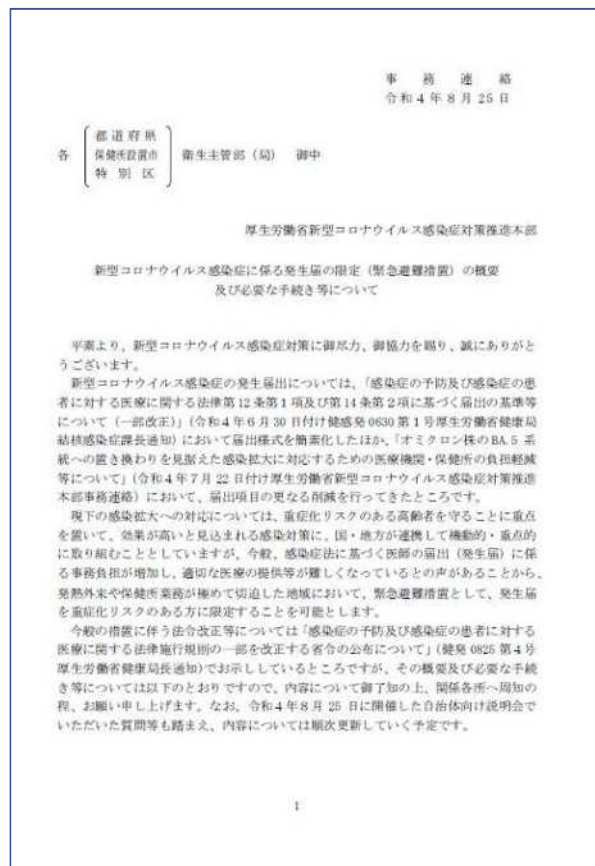 事務連絡
令和4年8月25日
都道府県
各 保健所設置市 衛生主管部（局） 御中
特別区
厚生労働省新型コロナウイルス感染症対策推進本部
新型コロナウイルス感染症に係る発生届の限定（緊急避難措置）の概要
及び必要な手続き等について
平素より、新型コロナウイルス感染症対策に御尽力、御協力を賜り、誠にありがと
うございます。
新型コロナウイルス感染症の発生届出については、「感染症の予防及び感染症の患
者に対する医療に関する法律第12条第1項及び第14条第2項に基づく届出の基準等
について（一部改正）」（令和4年6月30日付け健感発0630第1号厚生労働省健康局
結核感染症課長通知）において届出様式を簡素化したほか、「オミクロン株のBA.5系
統への置き換わりを見据えた感染拡大に対応するための医療機関・保健所の負担軽減
等について」（令和4年7月22日付け厚生労働省新型コロナウイルス感染症対策推進
本部事務連絡）において、届出項目の更なる削減を行ってきたところです。
現下の感染拡大への対応については、重症化リスクのある高齢者を守ることに重点
を置いて、効果が高いと見込まれる感染対策に、国・地方が連携して機動的・重点的
に取り組むこととしていますが、今般、感染症法に基づく医師の届出（発生届）に係
る事務負担が増加し、適切な医療の提供等が難しくなっているとの声があることから、
発熱外来や保健所業務が極めて切迫した地域において、緊急避難措置として、発生届
を重症化リスクのある方に限定することを可能とします。
今般の措置に伴う法令改正等については「感染症の予防及び感染症の患者に対する
医療に関する法律施行規則の一部を改正する省令の公布について」（健発0825第4号
厚生労働省健康局長通知）でお示ししているところですが、その概要及び必要な手続
き等については以下のとおりですので、内容について御了知の上、関係各所へ周知の
程、お願い申し上げます。なお、令和4年8月25日に開催した自治体向け説明会で
いただいた質問等も踏まえ、内容については順次更新していく予定です。
1